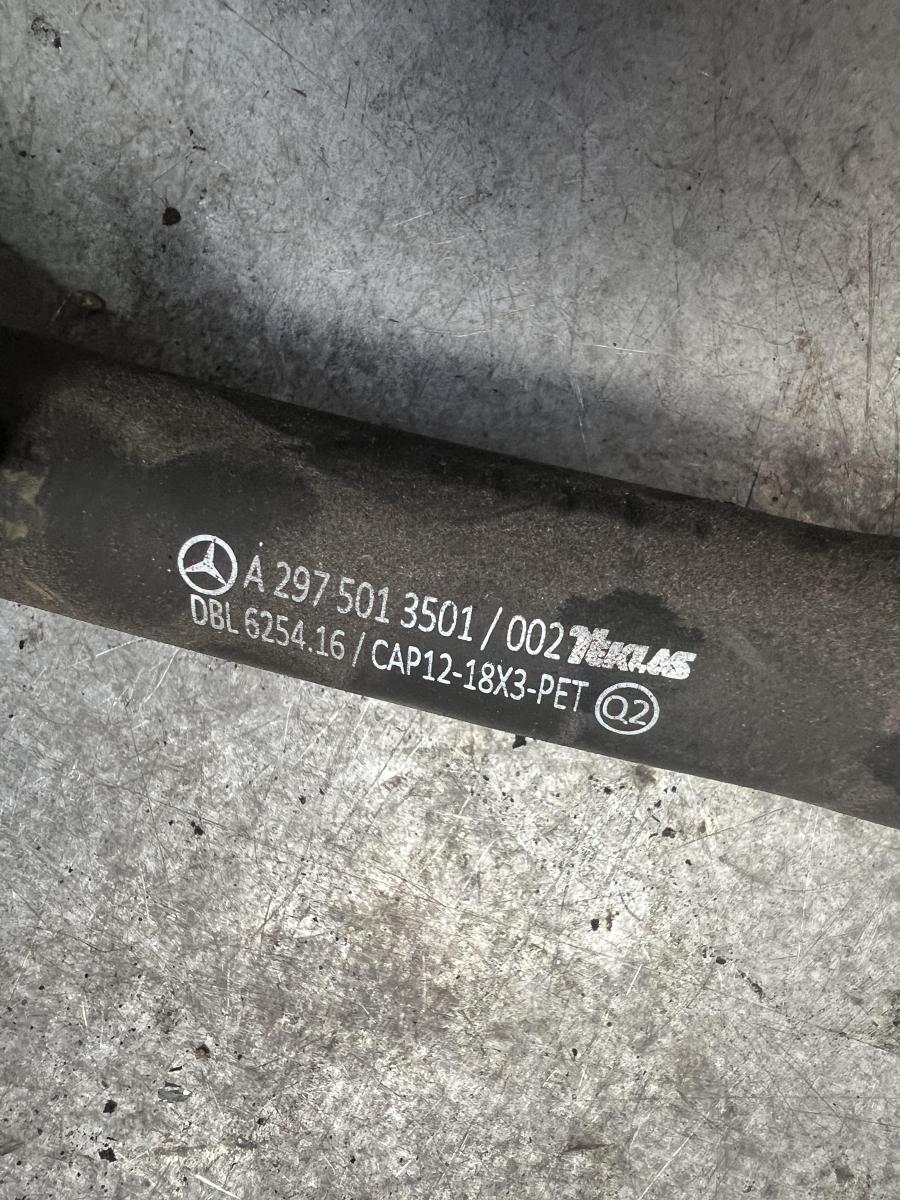 A 297 501 3501 / 002 TEKLAS
DBL 6254.16 / CAP12-18X3-PET Q2